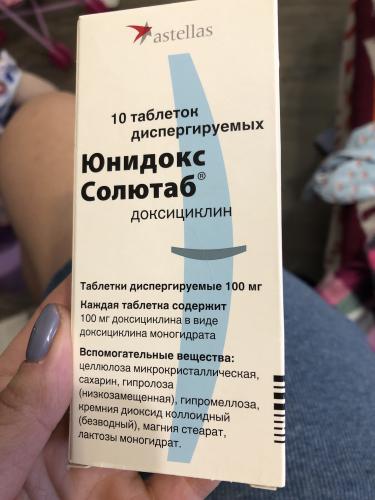 astellas
10 таблеток
диспергируемых
Юнидокс
Солютаб®
доксициклин
Таблетки диспергируемые 100 мг
Каждая таблетка содержит
100 мг доксициклина в виде
доксициклина моногидрата
Вспомогательные вещества:
целлюлоза микрокристаллическая,
сахарин, гипролоза
(низкозамещенная), гипромеллоза,
кремния диоксид коллоидный
(безводный), магния стеарат,
лактозы моногидрат.